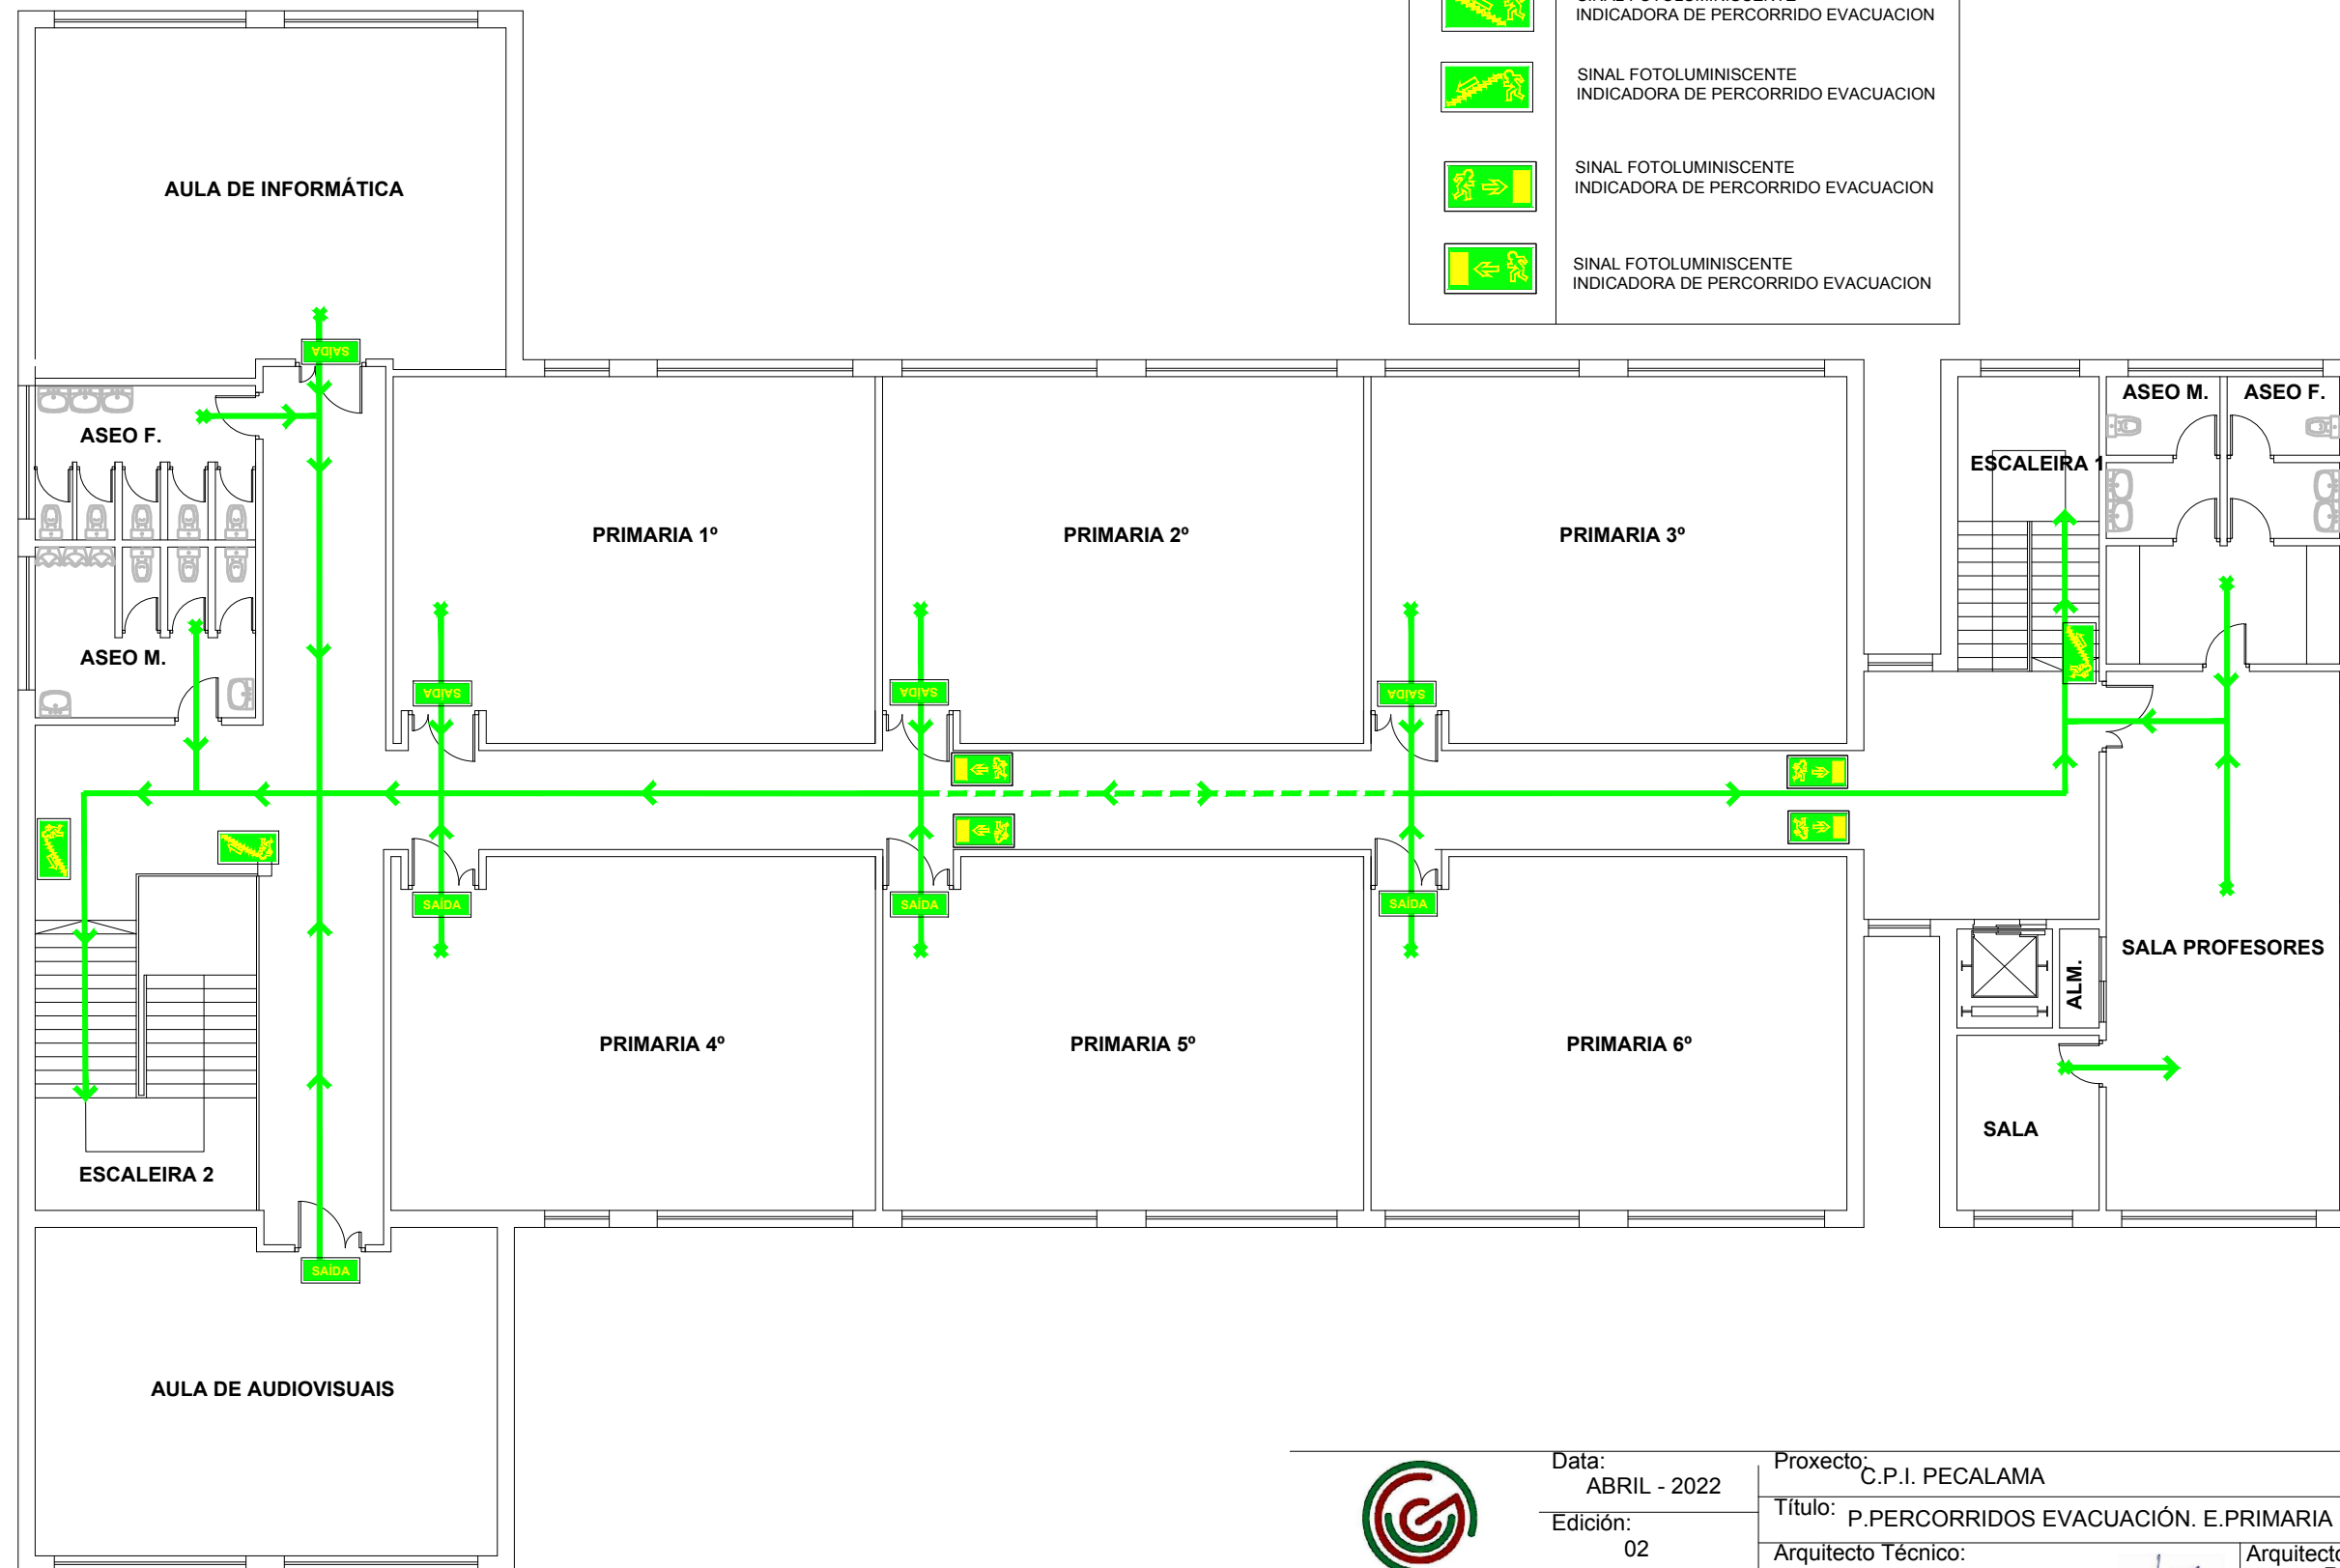 SINAL FOTOLUMINISCENTE
INDICADORA DE PERCORRIDO EVACUACION
SINAL FOTOLUMINISCENTE
INDICADORA DE PERCORRIDO EVACUACION
SINAL FOTOLUMINISCENTE
INDICADORA DE PERCORRIDO EVACUACION
SINAL FOTOLUMINISCENTE
INDICADORA DE PERCORRIDO EVACUACION
AULA DE INFORMÁTICA
SAÍDA
ASEO F.
ASEO M.
ASEO F.
ESCALEIRA 1
PRIMARIA 1º
PRIMARIA 2º
PRIMARIA 3º
ASEO M.
SAÍDA
SAÍDA
SAÍDA
SAÍDA
SAÍDA
SAÍDA
SALA PROFESORES
ALM.
PRIMARIA 4º
PRIMARIA 5º
PRIMARIA 6º
SALA
ESCALEIRA 2
SAÍDA
AULA DE AUDIOVISUAIS
Data:
ABRIL - 2022
Proxecto:
C.P.I. PECALAMA
Título:
P.PERCORRIDOS EVACUACIÓN. E.PRIMARIA
Edición:
02
Arquitecto Técnico:
Arquitecto